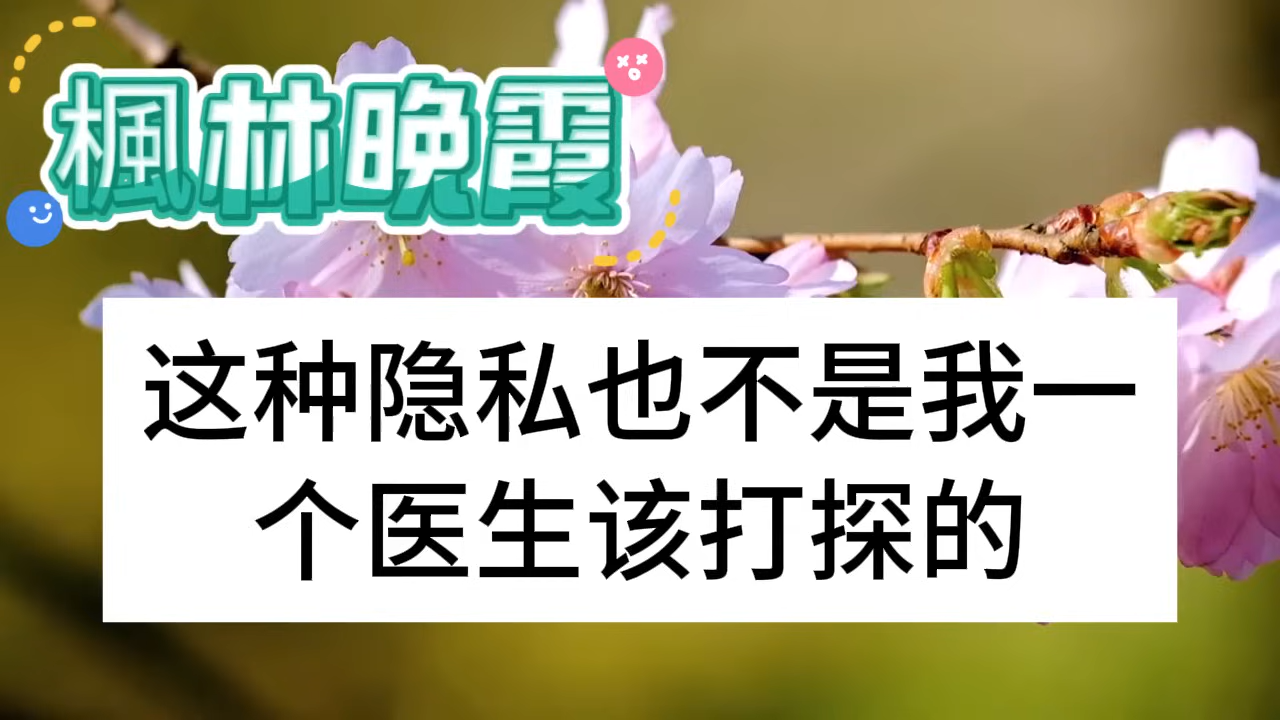 楓林晚霞
这种隐私也不是我一
个医生该打探的